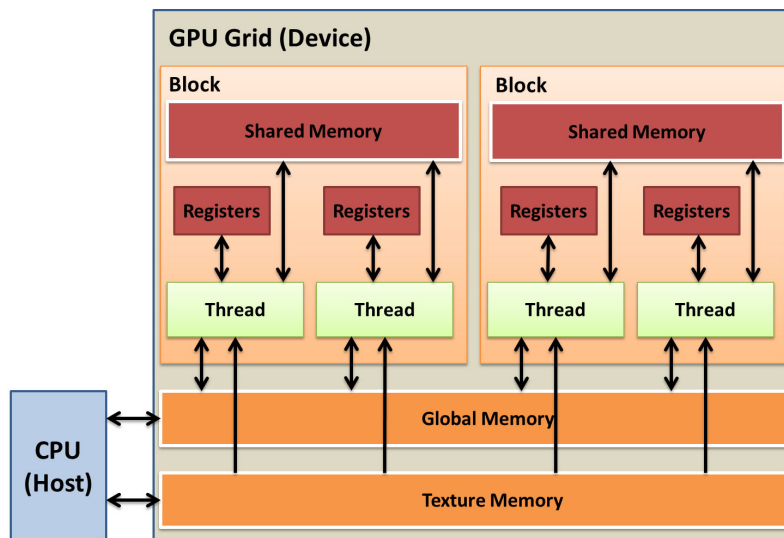 GPU Grid (Device)
Block
Block
Shared Memory
Shared Memory
Registers
Registers
Registers
Registers
Thread
Thread
Thread
Thread
Global Memory
CPU
(Host)
Texture Memory